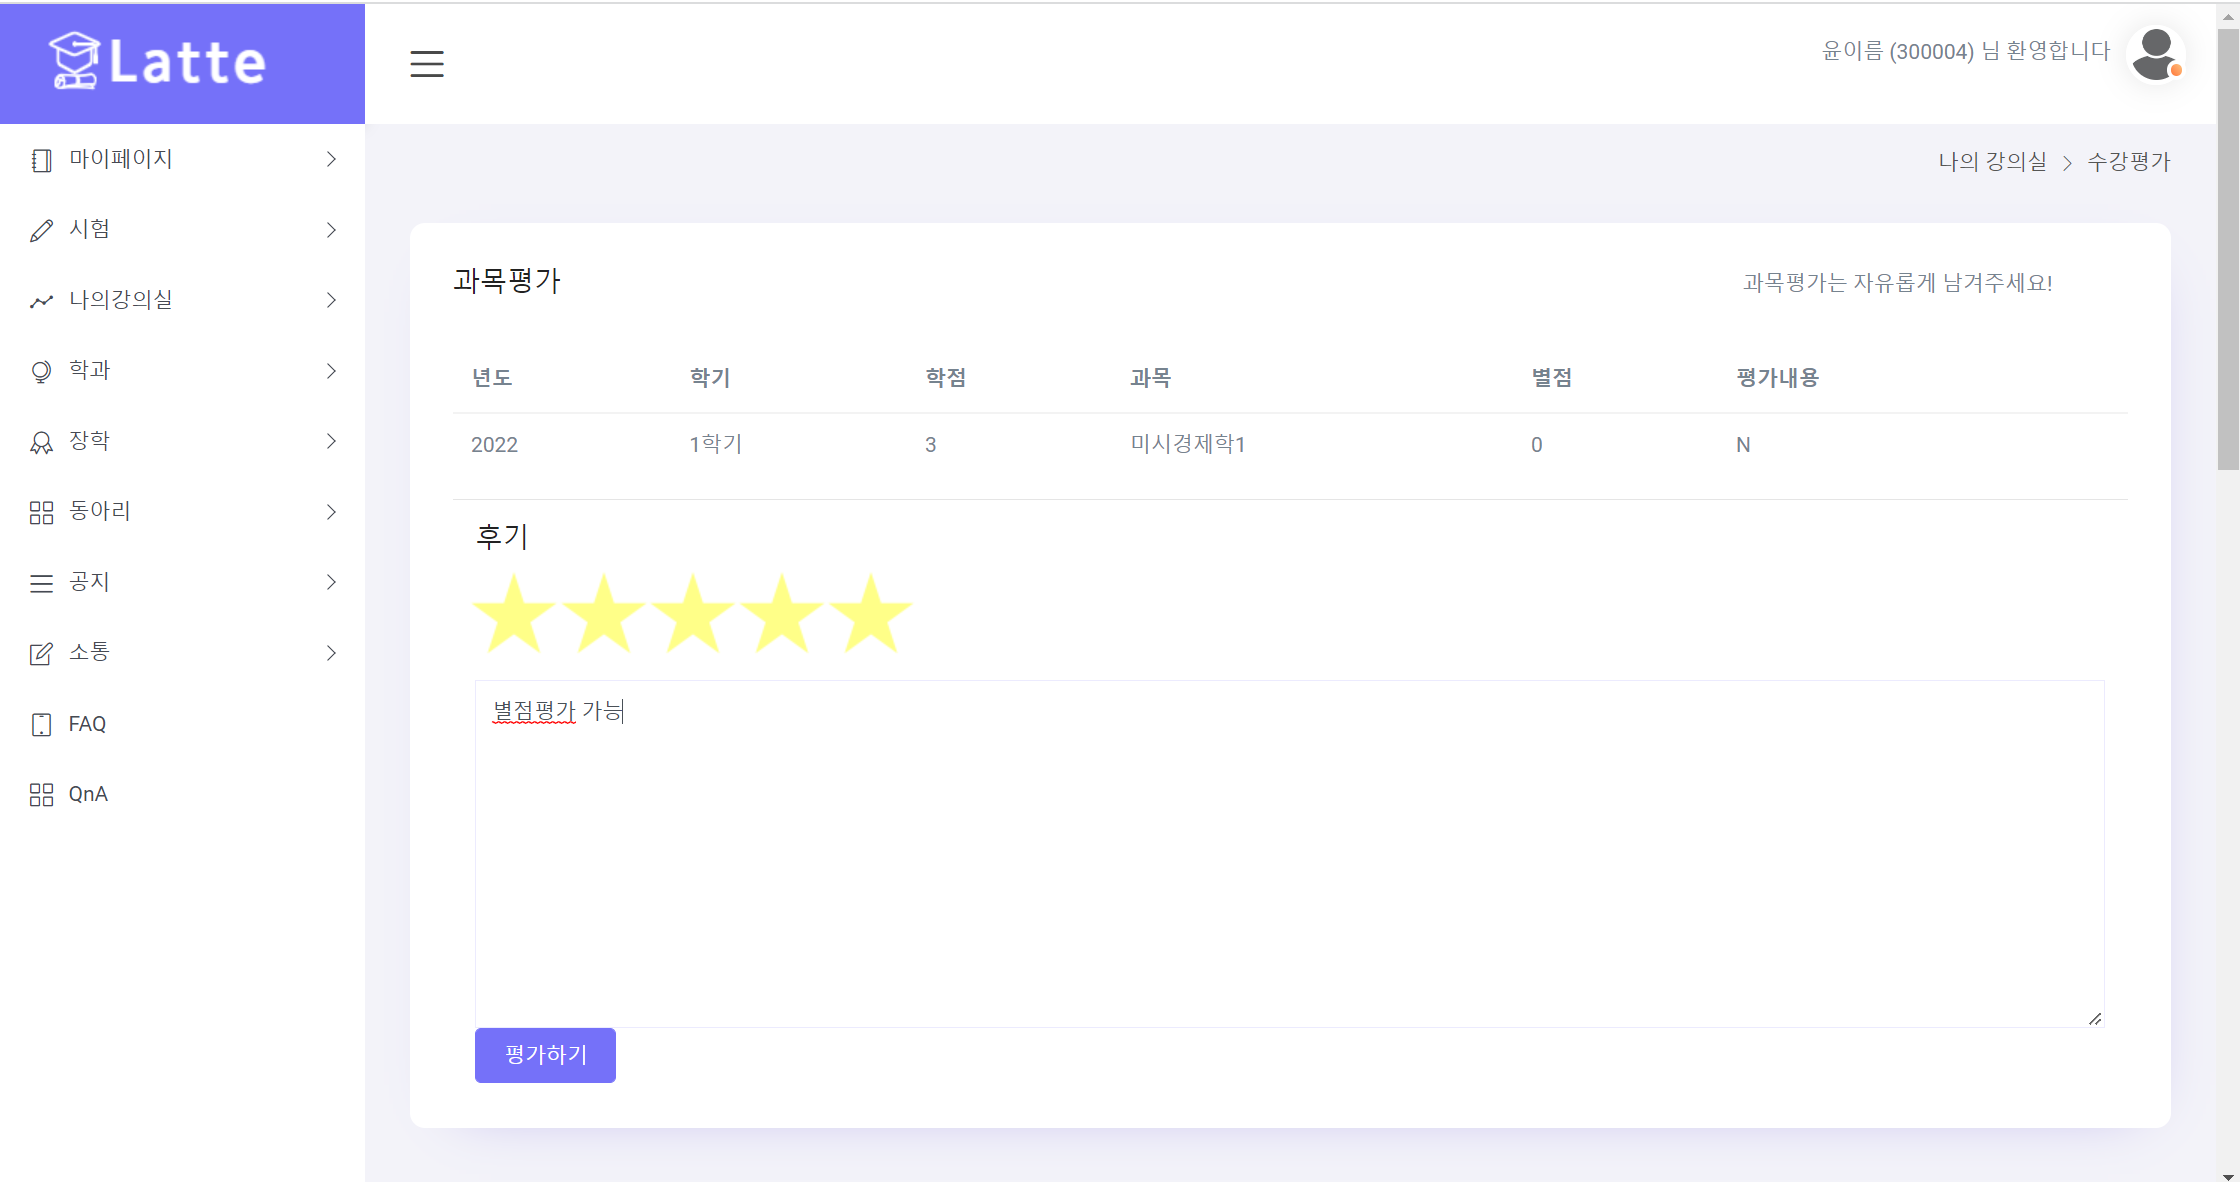 Latte
윤이름 (300004) 님 환영합니다
마이페이지
시험
나의강의실
학과
장학
동아리
공지
소통
FAQ
QnA
나의 강의실 > 수강평가
과목평가
과목평가는 자유롭게 남겨주세요!
년도 학기 학점 과목 별점 평가내용
2022 1학기 3 미시경제학1 0 N
후기
별점평가 가능
평가하기